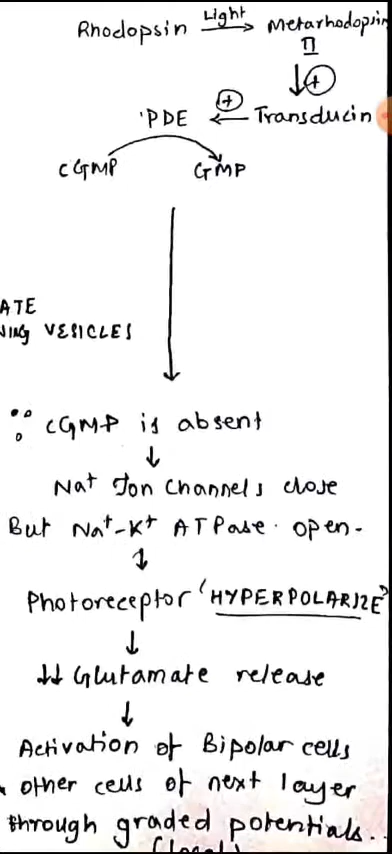 Rhodopsin Light → Metarhodopsin
II
↓ (+)
PDE (+) ← Transducin
cGMP → GMP
ATE
VESICLES
∵ cGMP is absent
↓
Na⁺ Ion Channels close
But Na⁺-K⁺ ATPase open.
↓
Photoreceptor 'HYPERPOLARIZE'
↓
↓↓ Glutamate release
↓
Activation of Bipolar cells
other cells of next layer
through graded potentials..
(local)